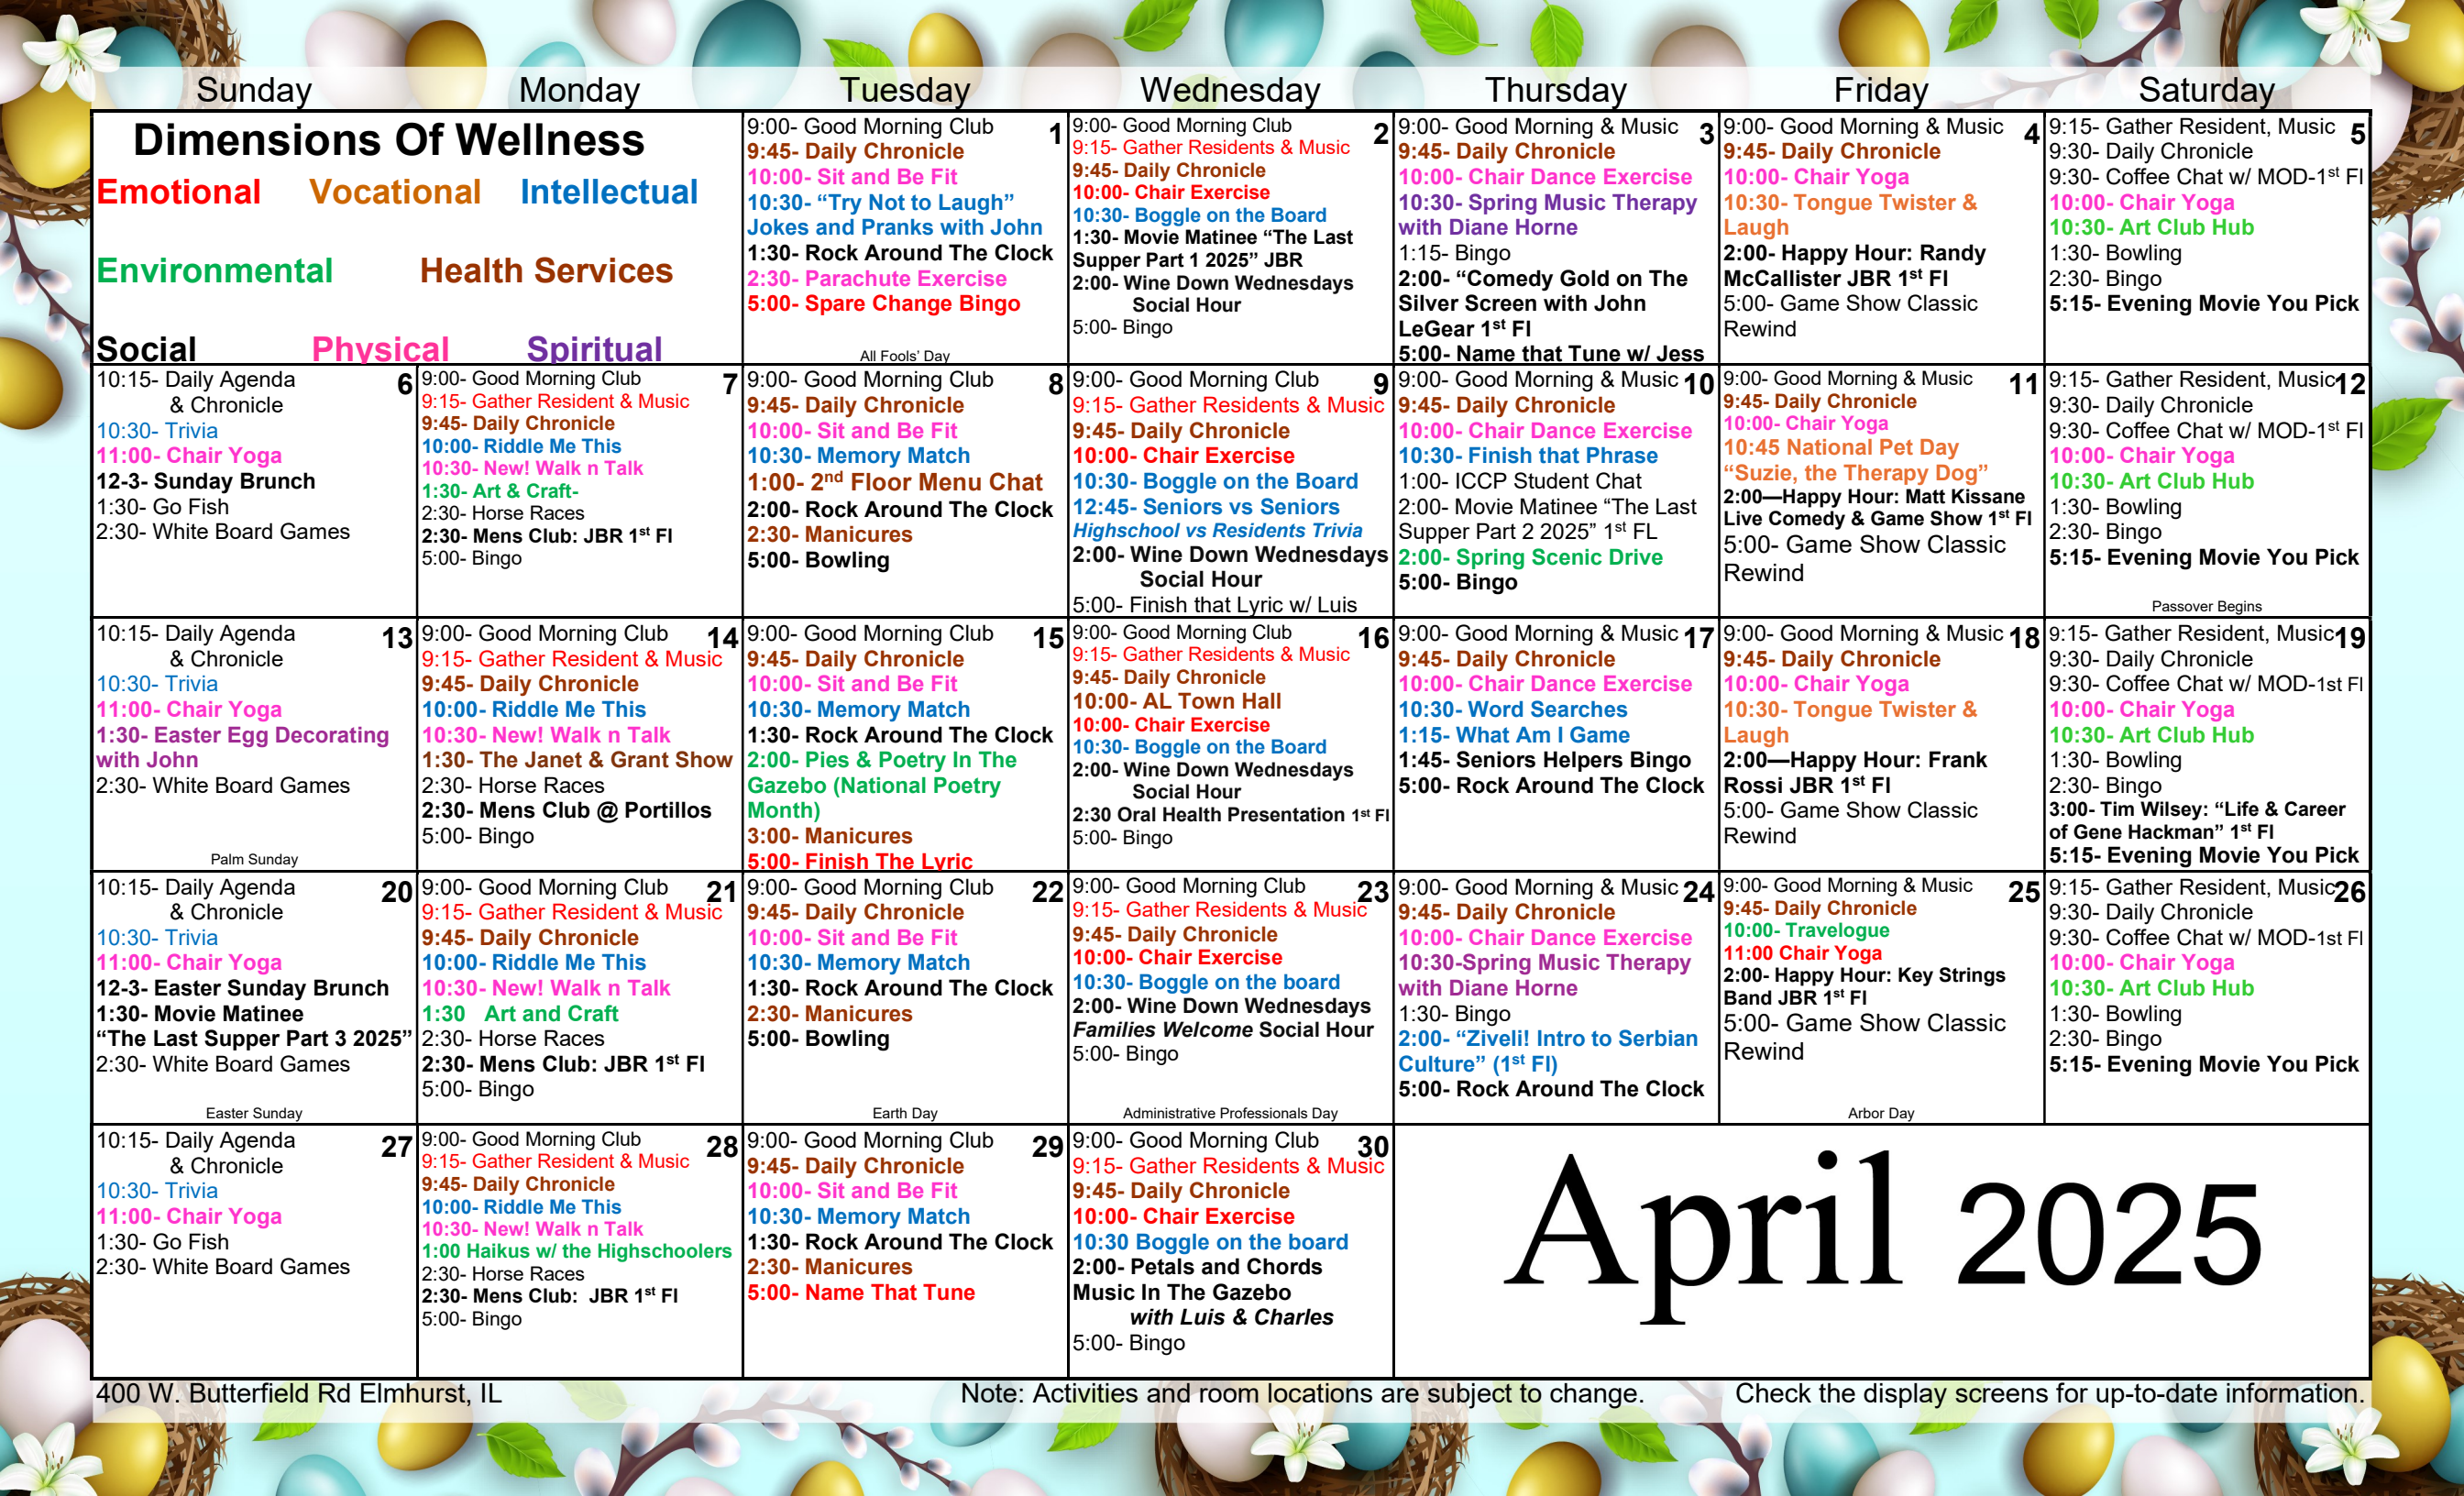 Sunday Monday Tuesday Wednesday Thursday Friday Saturday
Dimensions Of Wellness
Emotional Vocational Intellectual
Environmental Health Services
Social Physical Spiritual
1
9:00- Good Morning Club
9:45- Daily Chronicle
10:00- Sit and Be Fit
10:30- “Try Not to Laugh”
Jokes and Pranks with John
1:30- Rock Around The Clock
2:30- Parachute Exercise
5:00- Spare Change Bingo
All Fools’ Day
2
9:00- Good Morning Club
9:15- Gather Residents & Music
9:45- Daily Chronicle
10:00- Chair Exercise
10:30- Boggle on the Board
1:30- Movie Matinee “The Last
Supper Part 1 2025” JBR
2:00- Wine Down Wednesdays
Social Hour
5:00- Bingo
3
9:00- Good Morning & Music
9:45- Daily Chronicle
10:00- Chair Dance Exercise
10:30- Spring Music Therapy
with Diane Horne
1:15- Bingo
2:00- “Comedy Gold on The
Silver Screen with John
LeGear 1st Fl
5:00- Name that Tune w/ Jess
4
9:00- Good Morning & Music
9:45- Daily Chronicle
10:00- Chair Yoga
10:30- Tongue Twister &
Laugh
2:00- Happy Hour: Randy
McCallister JBR 1st Fl
5:00- Game Show Classic
Rewind
5
9:15- Gather Resident, Music
9:30- Daily Chronicle
9:30- Coffee Chat w/ MOD-1st Fl
10:00- Chair Yoga
10:30- Art Club Hub
1:30- Bowling
2:30- Bingo
5:15- Evening Movie You Pick
6
10:15- Daily Agenda
& Chronicle
10:30- Trivia
11:00- Chair Yoga
12-3- Sunday Brunch
1:30- Go Fish
2:30- White Board Games
7
9:00- Good Morning Club
9:15- Gather Resident & Music
9:45- Daily Chronicle
10:00- Riddle Me This
10:30- New! Walk n Talk
1:30- Art & Craft-
2:30- Horse Races
2:30- Mens Club: JBR 1st Fl
5:00- Bingo
8
9:00- Good Morning Club
9:45- Daily Chronicle
10:00- Sit and Be Fit
10:30- Memory Match
1:00- 2nd Floor Menu Chat
2:00- Rock Around The Clock
2:30- Manicures
5:00- Bowling
9
9:00- Good Morning Club
9:15- Gather Residents & Music
9:45- Daily Chronicle
10:00- Chair Exercise
10:30- Boggle on the Board
12:45- Seniors vs Seniors
Highschool vs Residents Trivia
2:00- Wine Down Wednesdays
Social Hour
5:00- Finish that Lyric w/ Luis
10
9:00- Good Morning & Music
9:45- Daily Chronicle
10:00- Chair Dance Exercise
10:30- Finish that Phrase
1:00- ICCP Student Chat
2:00- Movie Matinee “The Last
Supper Part 2 2025” 1st FL
2:00- Spring Scenic Drive
5:00- Bingo
11
9:00- Good Morning & Music
9:45- Daily Chronicle
10:00- Chair Yoga
10:45 National Pet Day
“Suzie, the Therapy Dog”
2:00—Happy Hour: Matt Kissane
Live Comedy & Game Show 1st Fl
5:00- Game Show Classic
Rewind
12
9:15- Gather Resident, Music
9:30- Daily Chronicle
9:30- Coffee Chat w/ MOD-1st Fl
10:00- Chair Yoga
10:30- Art Club Hub
1:30- Bowling
2:30- Bingo
5:15- Evening Movie You Pick
Passover Begins
13
10:15- Daily Agenda
& Chronicle
10:30- Trivia
11:00- Chair Yoga
1:30- Easter Egg Decorating
with John
2:30- White Board Games
Palm Sunday
14
9:00- Good Morning Club
9:15- Gather Resident & Music
9:45- Daily Chronicle
10:00- Riddle Me This
10:30- New! Walk n Talk
1:30- The Janet & Grant Show
2:30- Horse Races
2:30- Mens Club @ Portillos
5:00- Bingo
15
9:00- Good Morning Club
9:45- Daily Chronicle
10:00- Sit and Be Fit
10:30- Memory Match
1:30- Rock Around The Clock
2:00- Pies & Poetry In The
Gazebo (National Poetry
Month)
3:00- Manicures
5:00- Finish The Lyric
16
9:00- Good Morning Club
9:15- Gather Residents & Music
9:45- Daily Chronicle
10:00- AL Town Hall
10:00- Chair Exercise
10:30- Boggle on the Board
2:00- Wine Down Wednesdays
Social Hour
2:30 Oral Health Presentation 1st Fl
5:00- Bingo
17
9:00- Good Morning & Music
9:45- Daily Chronicle
10:00- Chair Dance Exercise
10:30- Word Searches
1:15- What Am I Game
1:45- Seniors Helpers Bingo
5:00- Rock Around The Clock
18
9:00- Good Morning & Music
9:45- Daily Chronicle
10:00- Chair Yoga
10:30- Tongue Twister &
Laugh
2:00—Happy Hour: Frank
Rossi JBR 1st Fl
5:00- Game Show Classic
Rewind
19
9:15- Gather Resident, Music
9:30- Daily Chronicle
9:30- Coffee Chat w/ MOD-1st Fl
10:00- Chair Yoga
10:30- Art Club Hub
1:30- Bowling
2:30- Bingo
3:00- Tim Wilsey: “Life & Career
of Gene Hackman” 1st Fl
5:15- Evening Movie You Pick
20
10:15- Daily Agenda
& Chronicle
10:30- Trivia
11:00- Chair Yoga
12-3- Easter Sunday Brunch
1:30- Movie Matinee
“The Last Supper Part 3 2025”
2:30- White Board Games
Easter Sunday
21
9:00- Good Morning Club
9:15- Gather Resident & Music
9:45- Daily Chronicle
10:00- Riddle Me This
10:30- New! Walk n Talk
1:30 Art and Craft
2:30- Horse Races
2:30- Mens Club: JBR 1st Fl
5:00- Bingo
22
9:00- Good Morning Club
9:45- Daily Chronicle
10:00- Sit and Be Fit
10:30- Memory Match
1:30- Rock Around The Clock
2:30- Manicures
5:00- Bowling
Earth Day
23
9:00- Good Morning Club
9:15- Gather Residents & Music
9:45- Daily Chronicle
10:00- Chair Exercise
10:30- Boggle on the board
2:00- Wine Down Wednesdays
Families Welcome Social Hour
5:00- Bingo
Administrative Professionals Day
24
9:00- Good Morning & Music
9:45- Daily Chronicle
10:00- Chair Dance Exercise
10:30-Spring Music Therapy
with Diane Horne
1:30- Bingo
2:00- “Ziveli! Intro to Serbian
Culture” (1st Fl)
5:00- Rock Around The Clock
25
9:00- Good Morning & Music
9:45- Daily Chronicle
10:00- Travelogue
11:00 Chair Yoga
2:00- Happy Hour: Key Strings
Band JBR 1st Fl
5:00- Game Show Classic
Rewind
Arbor Day
26
9:15- Gather Resident, Music
9:30- Daily Chronicle
9:30- Coffee Chat w/ MOD-1st Fl
10:00- Chair Yoga
10:30- Art Club Hub
1:30- Bowling
2:30- Bingo
5:15- Evening Movie You Pick
27
10:15- Daily Agenda
& Chronicle
10:30- Trivia
11:00- Chair Yoga
1:30- Go Fish
2:30- White Board Games
28
9:00- Good Morning Club
9:15- Gather Resident & Music
9:45- Daily Chronicle
10:00- Riddle Me This
10:30- New! Walk n Talk
1:00 Haikus w/ the Highschoolers
2:30- Horse Races
2:30- Mens Club: JBR 1st Fl
5:00- Bingo
29
9:00- Good Morning Club
9:45- Daily Chronicle
10:00- Sit and Be Fit
10:30- Memory Match
1:30- Rock Around The Clock
2:30- Manicures
5:00- Name That Tune
30
9:00- Good Morning Club
9:15- Gather Residents & Music
9:45- Daily Chronicle
10:00- Chair Exercise
10:30 Boggle on the board
2:00- Petals and Chords
Music In The Gazebo
with Luis & Charles
5:00- Bingo
April 2025
400 W. Butterfield Rd Elmhurst, IL Note: Activities and room locations are subject to change. Check the display screens for up-to-date information.